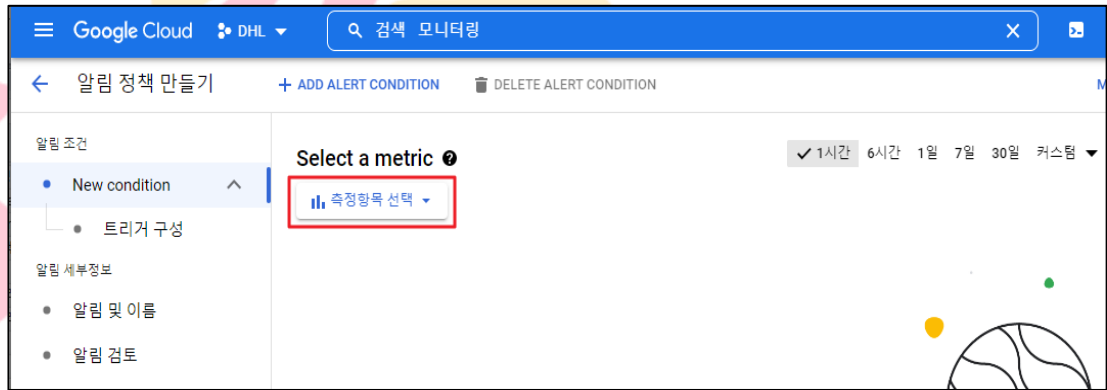 Google Cloud DHL 검색 모니터링
알림 정책 만들기 + ADD ALERT CONDITION DELETE ALERT CONDITION
알림 조건
Select a metric ✓ 1시간 6시간 1일 7일 30일 커스텀
New condition
측정항목 선택
트리거 구성
알림 세부정보
알림 및 이름
알림 검토